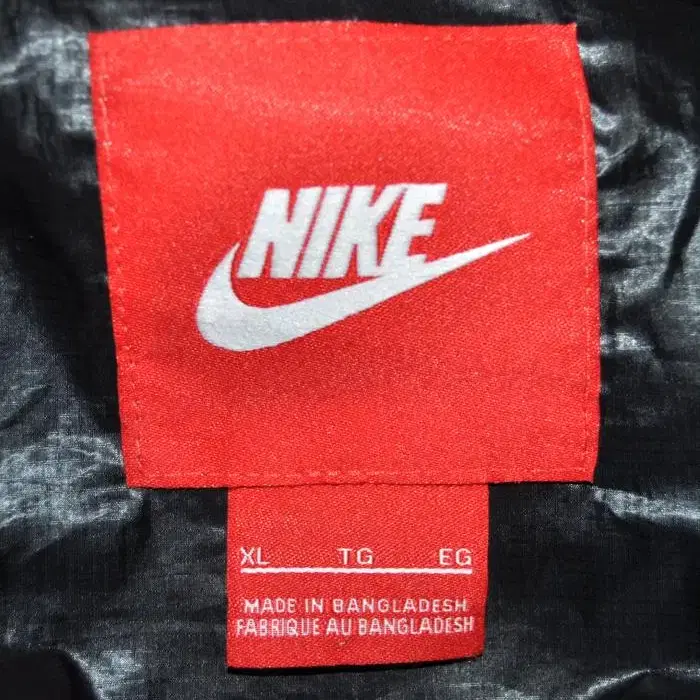 NIKE
XL TG EG
MADE IN BANGLADESH
FABRIQUE AU BANGLADESH